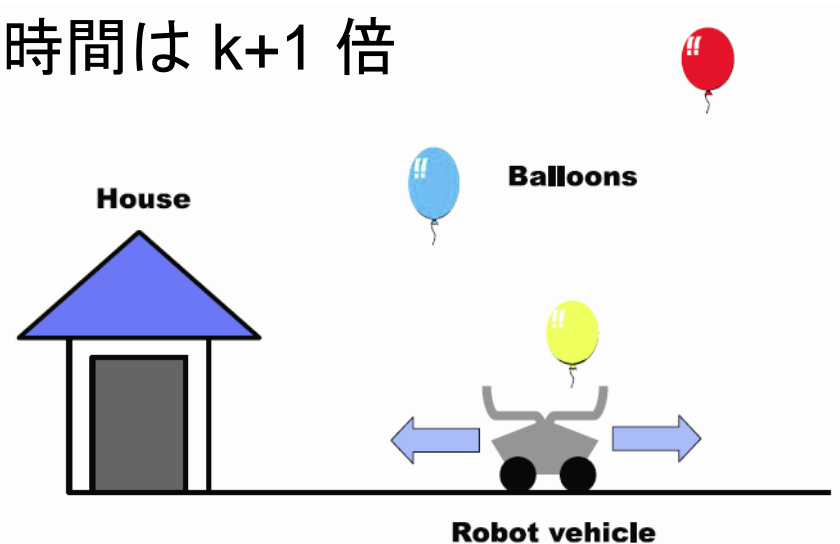 時間は k+1 倍
Balloons
House
Robot vehicle